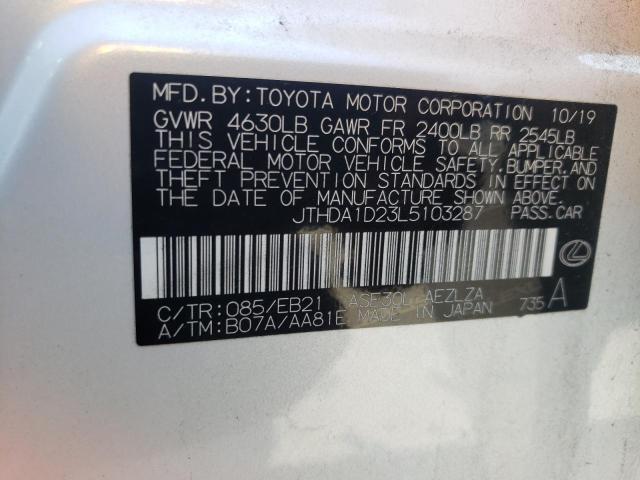 MFD.BY:TOYOTA MOTOR CORPORATION 10/19
GVWR 4630LB GAWR FR 2400LB RR 2545LB
THIS VEHICLE CONFORMS TO ALL APPLICABLE
FEDERAL MOTOR VEHICLE SAFETY,BUMPER,AND
THEFT PREVENTION STANDARDS IN EFFECT ON
THE DATE OF MANUFACTURE SHOWN ABOVE.
JTHDA1D23L5103287 PASS.CAR
C/TR:085/EB21 ASE30L-AEZLZA
A/TM:B07A/AA81E MADE IN JAPAN 735 A